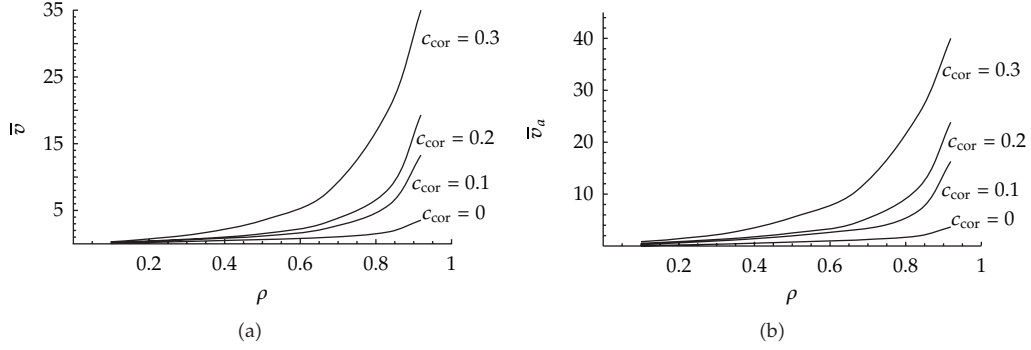 35
25
15
5
v̅
0.2
0.4
0.6
0.8
1
ρ
c_cor = 0.3
c_cor = 0.2
c_cor = 0.1
c_cor = 0
(a)
40
30
20
10
v̅_a
0.2
0.4
0.6
0.8
1
ρ
c_cor = 0.3
c_cor = 0.2
c_cor = 0.1
c_cor = 0
(b)